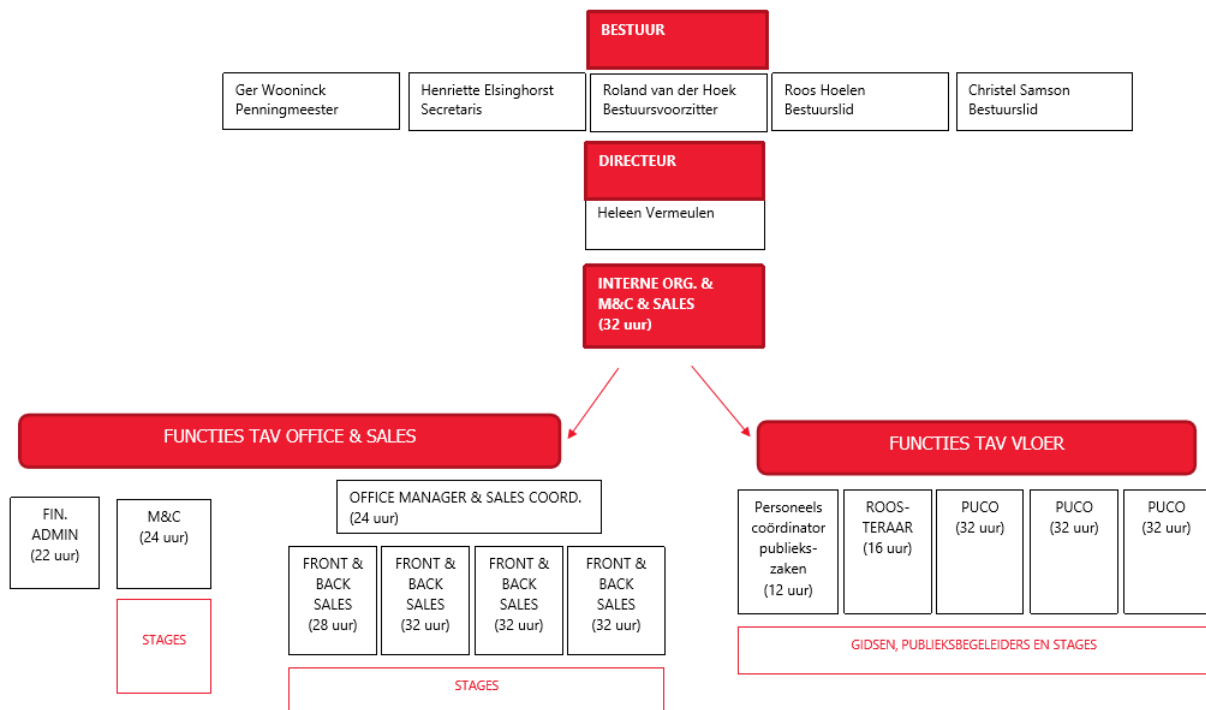 BESTUUR
Ger Wooninck
Penningmeester
Henriette Elsinghorst
Secretaris
Roland van der Hoek
Bestuursvoorzitter
Roos Hoelen
Bestuurslid
Christel Samson
Bestuurslid
DIRECTEUR
Heleen Vermeulen
INTERNE ORG. &
M&C & SALES
(32 uur)
FUNCTIES TAV OFFICE & SALES
FIN.
ADMIN
(22 uur)
M&C
(24 uur)
STAGES
OFFICE MANAGER & SALES COORD.
(24 uur)
FRONT &
BACK
SALES
(28 uur)
FRONT &
BACK
SALES
(32 uur)
FRONT &
BACK
SALES
(32 uur)
FRONT &
BACK
SALES
(32 uur)
STAGES
FUNCTIES TAV VLOER
Personeels
coördinator
publieks-
zaken
(12 uur)
ROOS-
TERAAR
(16 uur)
PUCO
(32 uur)
PUCO
(32 uur)
PUCO
(32 uur)
GIDSEN, PUBLIEKSBEGELEIDERS EN STAGES